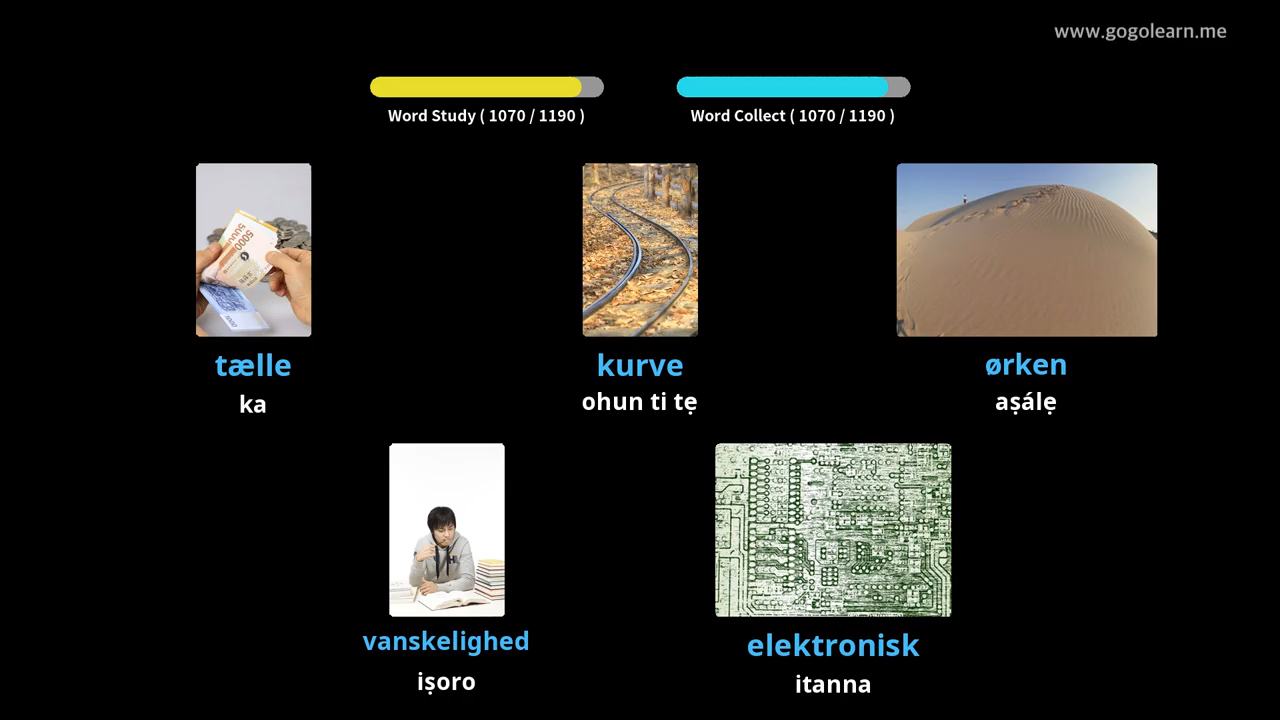 www.gogolearn.me
Word Study ( 1070 / 1190 )
Word Collect ( 1070 / 1190 )
tælle
ka
kurve
ohun ti tẹ
ørken
aṣálẹ
vanskelighed
iṣoro
elektronisk
itanna